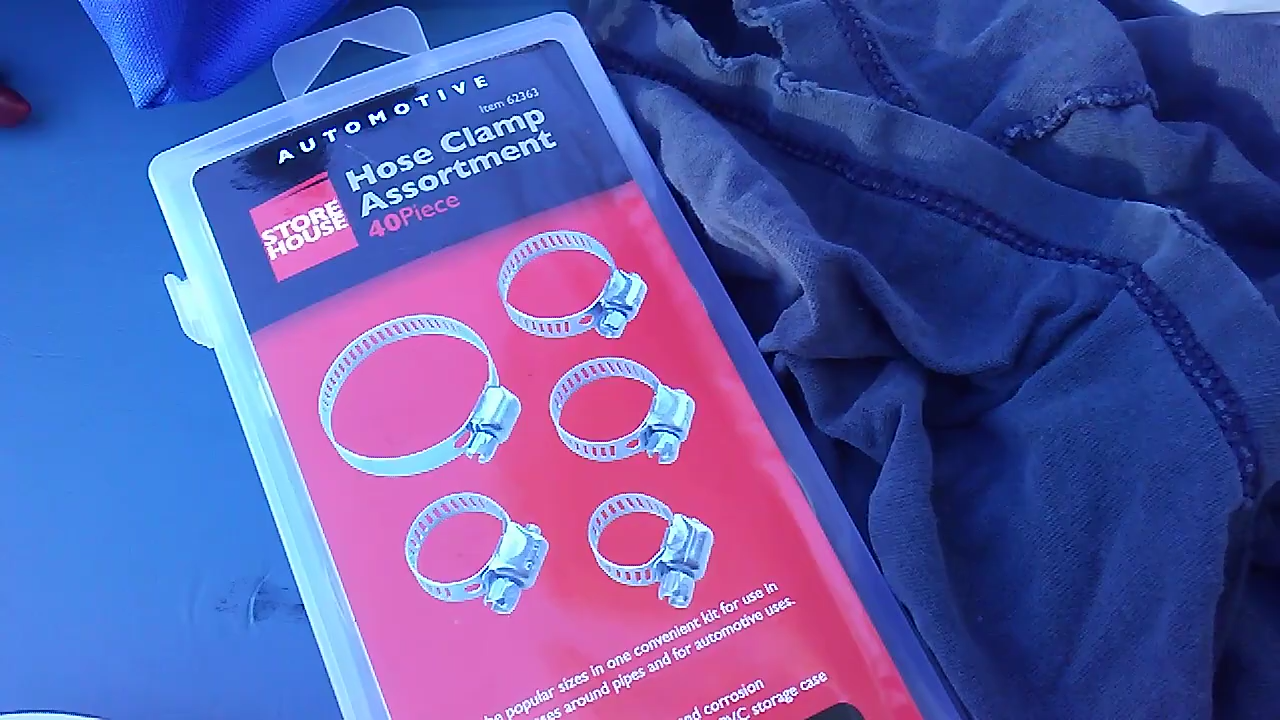 AUTOMOTIVE
Item 62363
Hose Clamp
Assortment
40Piece
STORE
HOUSE
popular sizes in one convenient kit for use in
around pipes and for automotive uses.
corrosion
PVC storage case